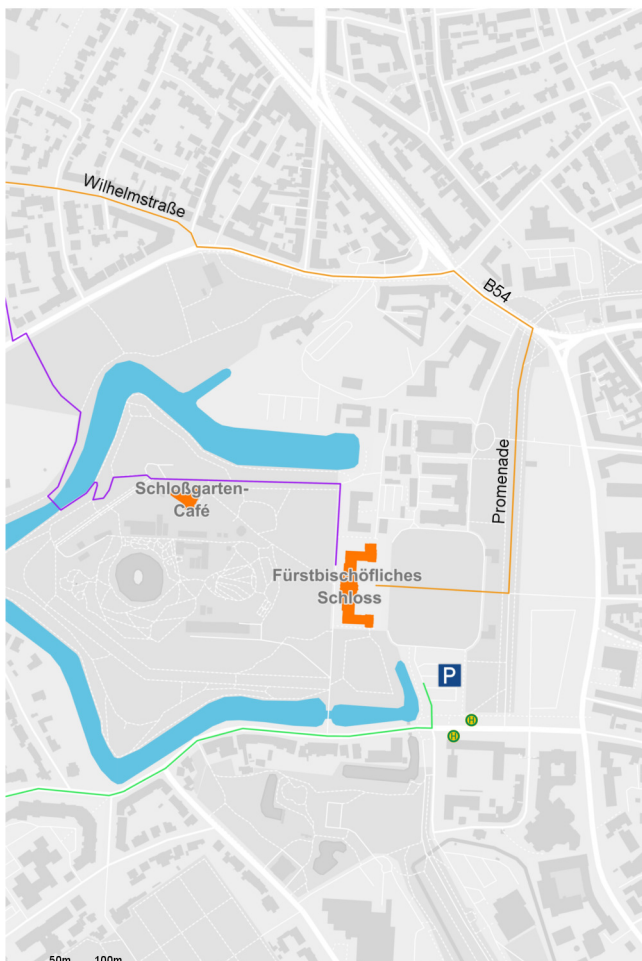 Wilhelmstraße
B54
Promenade
Schloßgarten-
Café
Fürstbischöfliches
Schloss
P
H
H
50m 100m